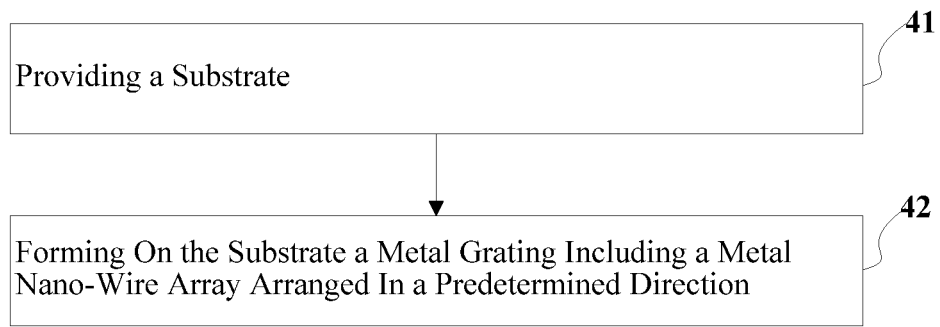 41
Providing a Substrate
42
Forming On the Substrate a Metal Grating Including a Metal
Nano-Wire Array Arranged In a Predetermined Direction